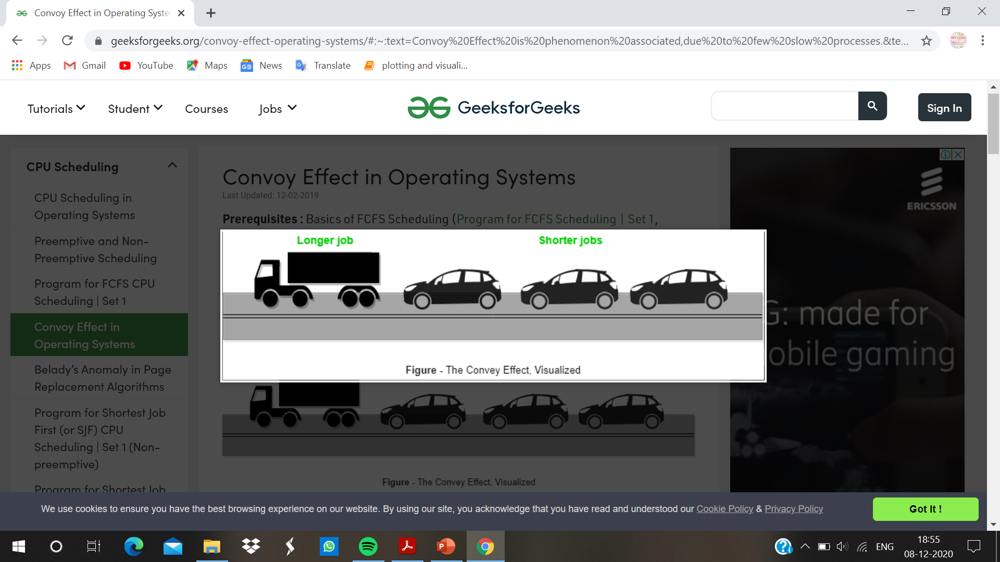 Convoy Effect in Operating Syste
geeksforgeeks.org/convoy-effect-operating-systems/#:~:text=Convoy%20Effect%20is%20phenomenon%20associated,due%20to%20few%20slow%20processes.&te...
Apps Gmail YouTube Maps News Translate plotting and visuali...
Tutorials Student Courses Jobs GeeksforGeeks Sign In
CPU Scheduling
CPU Scheduling in
Operating Systems
Preemptive and Non-
Preemptive Scheduling
Program for FCFS CPU
Scheduling | Set 1
Convoy Effect in
Operating Systems
Belady’s Anomaly in Page
Replacement Algorithms
Program for Shortest Job
First (or SJF) CPU
Scheduling | Set 1 (Non-
preemptive)
Program for Shortest Job
Convoy Effect in Operating Systems
Last Updated: 12-02-2019
Prerequisites : Basics of FCFS Scheduling (Program for FCFS Scheduling | Set 1,
Longer job Shorter jobs
Figure - The Convey Effect, Visualized
Figure - The Convey Effect, Visualized
ERICSSON
G: made for
obile gaming
We use cookies to ensure you have the best browsing experience on our website. By using our site, you acknowledge that you have read and understood our Cookie Policy & Privacy Policy
Got It !
ENG
18:55
08-12-2020